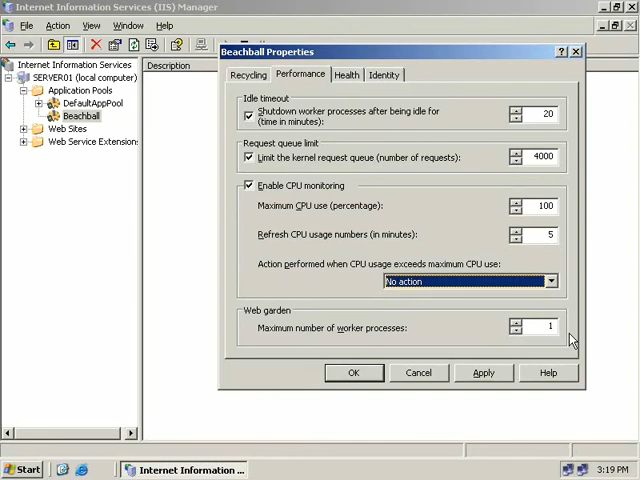 Internet Information Services (IIS) Manager
File Action View Window Help
Internet Information Services
SERVER01 (local computer)
Application Pools
DefaultAppPool
Beachball
Web Sites
Web Service Extension
Description
Beachball Properties
Recycling Performance Health Identity
Idle timeout
Shutdown worker processes after being idle for
(time in minutes):
20
Request queue limit
Limit the kernel request queue (number of requests): 4000
Enable CPU monitoring
Maximum CPU use (percentage): 100
Refresh CPU usage numbers (in minutes): 5
Action performed when CPU usage exceeds maximum CPU use:
No action
Web garden
Maximum number of worker processes: 1
OK Cancel Apply Help
Start Internet Information ... 3:19 PM